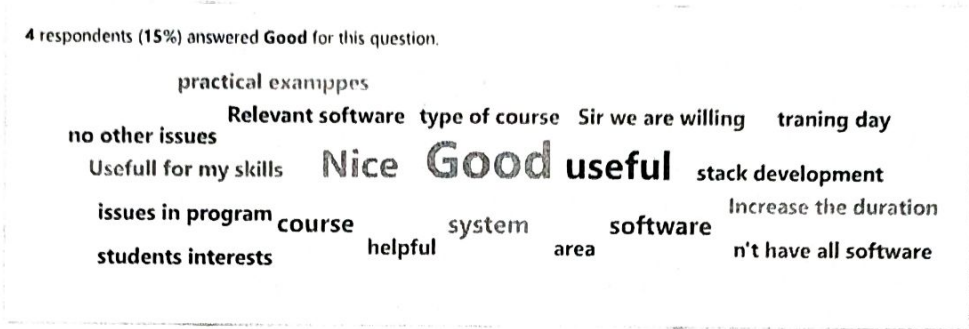 4 respondents (15%) answered Good for this question.
practical examppes
Relevant software type of course Sir we are willing traning day
no other issues
Usefull for my skills Nice Good useful stack development
Increase the duration
issues in program course system software
helpful area n't have all software
students interests